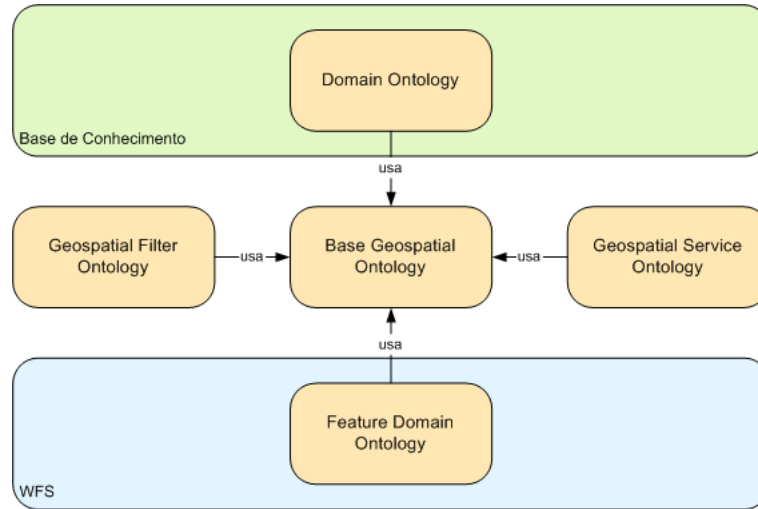 Domain Ontology
Base de Conhecimento
usa
Geospatial Filter
Ontology
usa
Base Geospatial
Ontology
usa
Geospatial Service
Ontology
usa
Feature Domain
Ontology
WFS